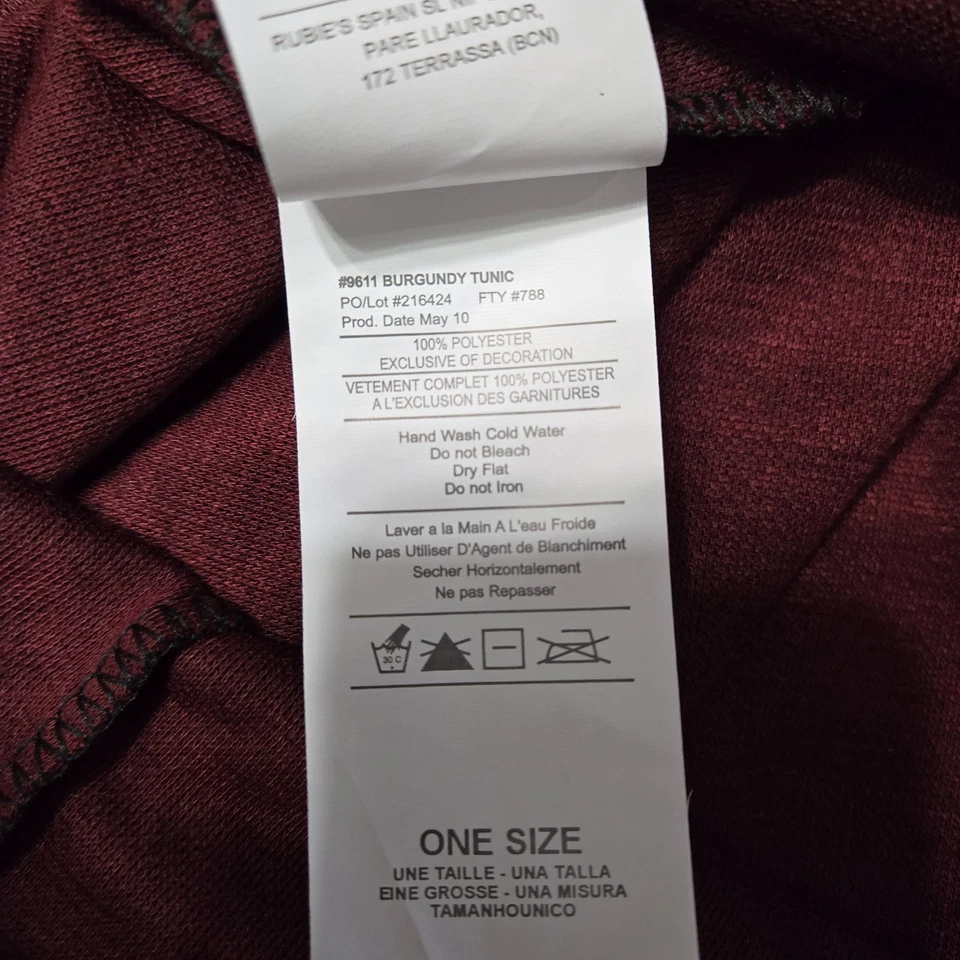 RUBIE'S SPAIN SL
PARE LLAURADOR,
172 TERRASSA (BCN)
#9611 BURGUNDY TUNIC
PO/Lot #216424 FTY #788
Prod. Date May 10
100% POLYESTER
EXCLUSIVE OF DECORATION
VETEMENT COMPLET 100% POLYESTER
A L'EXCLUSION DES GARNITURES
Hand Wash Cold Water
Do not Bleach
Dry Flat
Do not Iron
Laver a la Main A L'eau Froide
Ne pas Utiliser D'Agent de Blanchiment
Secher Horizontalement
Ne pas Repasser
30 C
ONE SIZE
UNE TAILLE - UNA TALLA
EINE GROSSE - UNA MISURA
TAMANHOUNICO